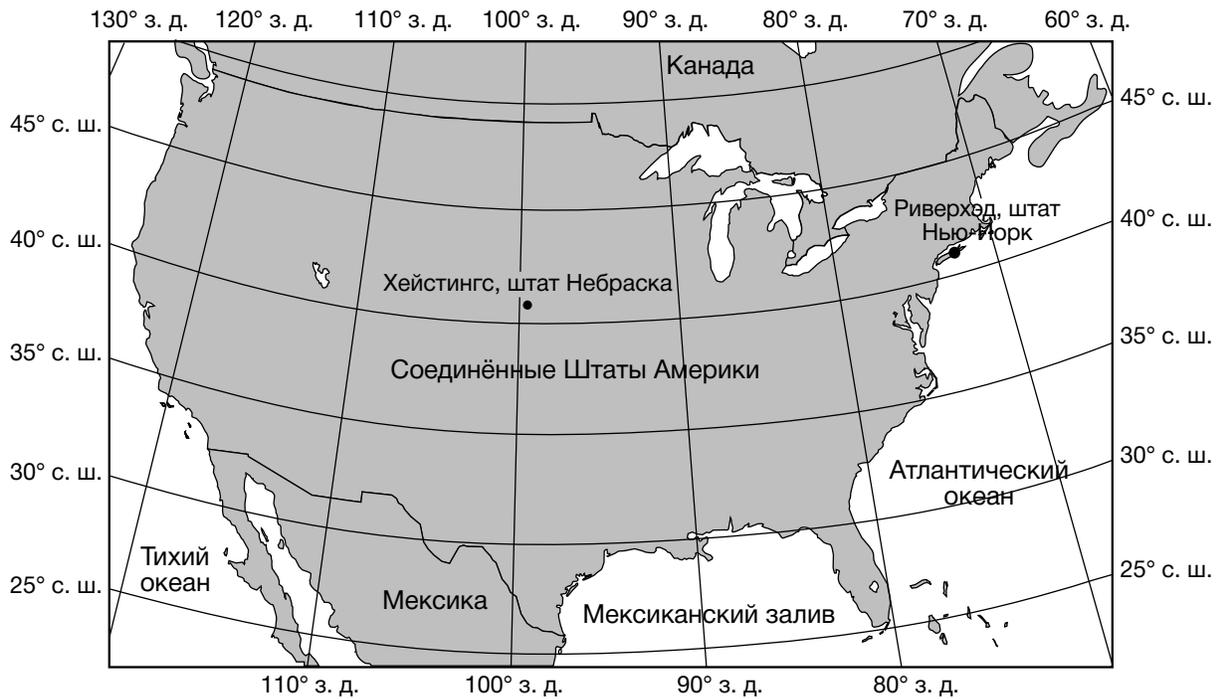 130° з. д. 120° з. д. 110° з. д. 100° з. д. 90° з. д. 80° з. д. 70° з. д. 60° з. д.
Канада
45° с. ш.
45° с. ш.
Риверхэд, штат
Нью-Йорк
40° с. ш.
40° с. ш.
Хейстингс, штат Небраска
35° с. ш.
35° с. ш.
Соединённые Штаты Америки
30° с. ш.
30° с. ш.
Атлантический
океан
Тихий
океан
25° с. ш.
25° с. ш.
Мексика
Мексиканский залив
110° з. д. 100° з. д. 90° з. д. 80° з. д.